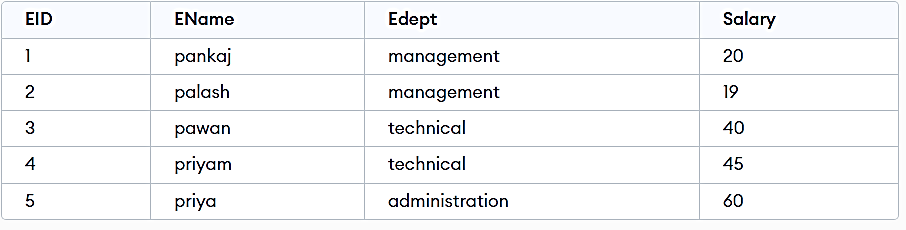 EID EName Edept Salary
1 pankaj management 20
2 palash management 19
3 pawan technical 40
4 priyam technical 45
5 priya administration 60